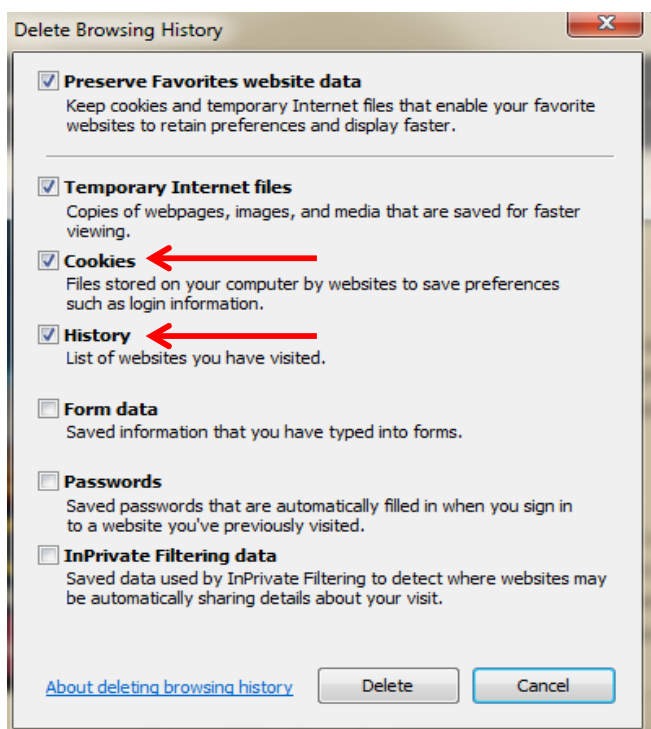 Delete Browsing History
Preserve Favorites website data
Keep cookies and temporary Internet files that enable your favorite
websites to retain preferences and display faster.
Temporary Internet files
Copies of webpages, images, and media that are saved for faster
viewing.
Cookies
Files stored on your computer by websites to save preferences
such as login information.
History
List of websites you have visited.
Form data
Saved information that you have typed into forms.
Passwords
Saved passwords that are automatically filled in when you sign in
to a website you've previously visited.
InPrivate Filtering data
Saved data used by InPrivate Filtering to detect where websites may
be automatically sharing details about your visit.
About deleting browsing history Delete Cancel